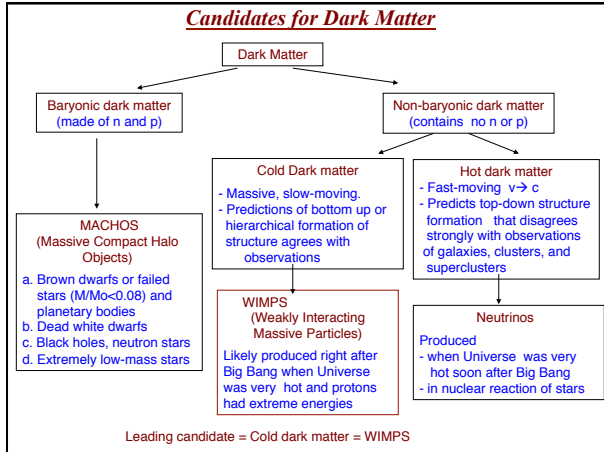 Candidates for Dark Matter
Dark Matter
Baryonic dark matter
(made of n and p)
Non-baryonic dark matter
(contains no n or p)
Cold Dark matter
- Massive, slow-moving.
- Predictions of bottom up or
hierarchical formation of
structure agrees with
observations
Hot dark matter
- Fast-moving v→ c
- Predicts top-down structure
formation that disagrees
strongly with observations
of galaxies, clusters, and
superclusters
MACHOS
(Massive Compact Halo
Objects)
a. Brown dwarfs or failed
stars (M/Mo<0.08) and
planetary bodies
b. Dead white dwarfs
c. Black holes, neutron stars
d. Extremely low-mass stars
WIMPS
(Weakly Interacting
Massive Particles)
Likely produced right after
Big Bang when Universe
was very hot and protons
had extreme energies
Neutrinos
Produced
- when Universe was very
hot soon after Big Bang
- in nuclear reaction of stars
Leading candidate = Cold dark matter = WIMPS